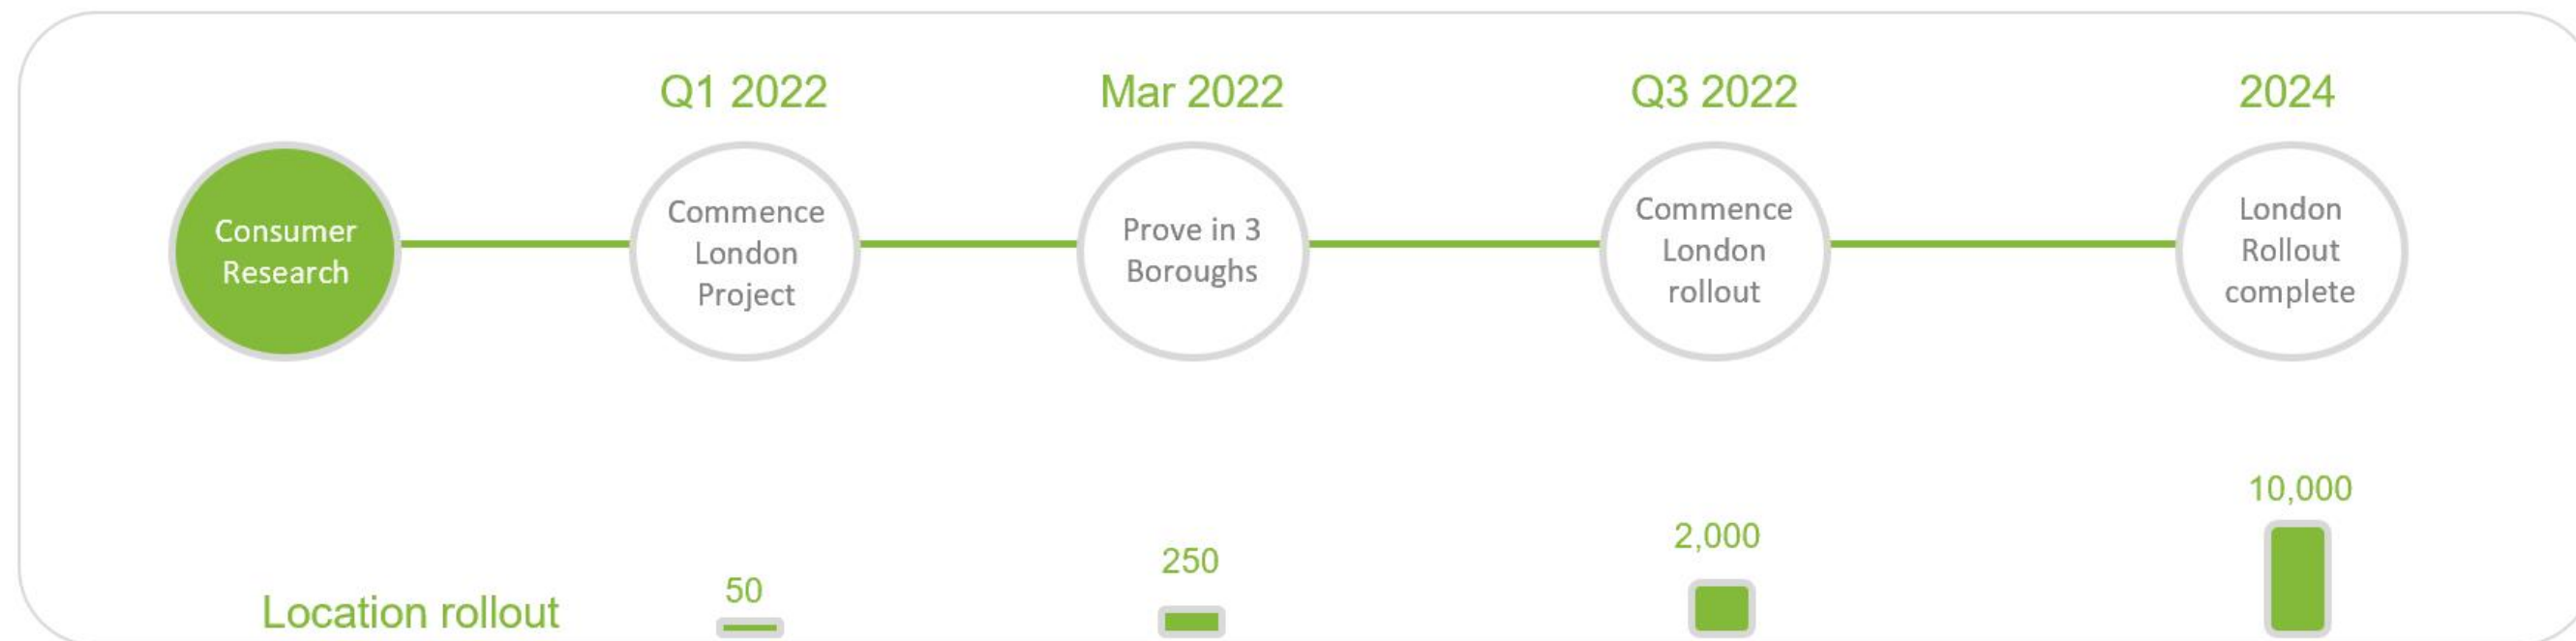 Q1 2022
Mar 2022
Q3 2022
2024
Consumer
Research
Commence
London
Project
Prove in 3
Boroughs
Commence
London
rollout
London
Rollout
complete
Location rollout
50
250
2,000
10,000